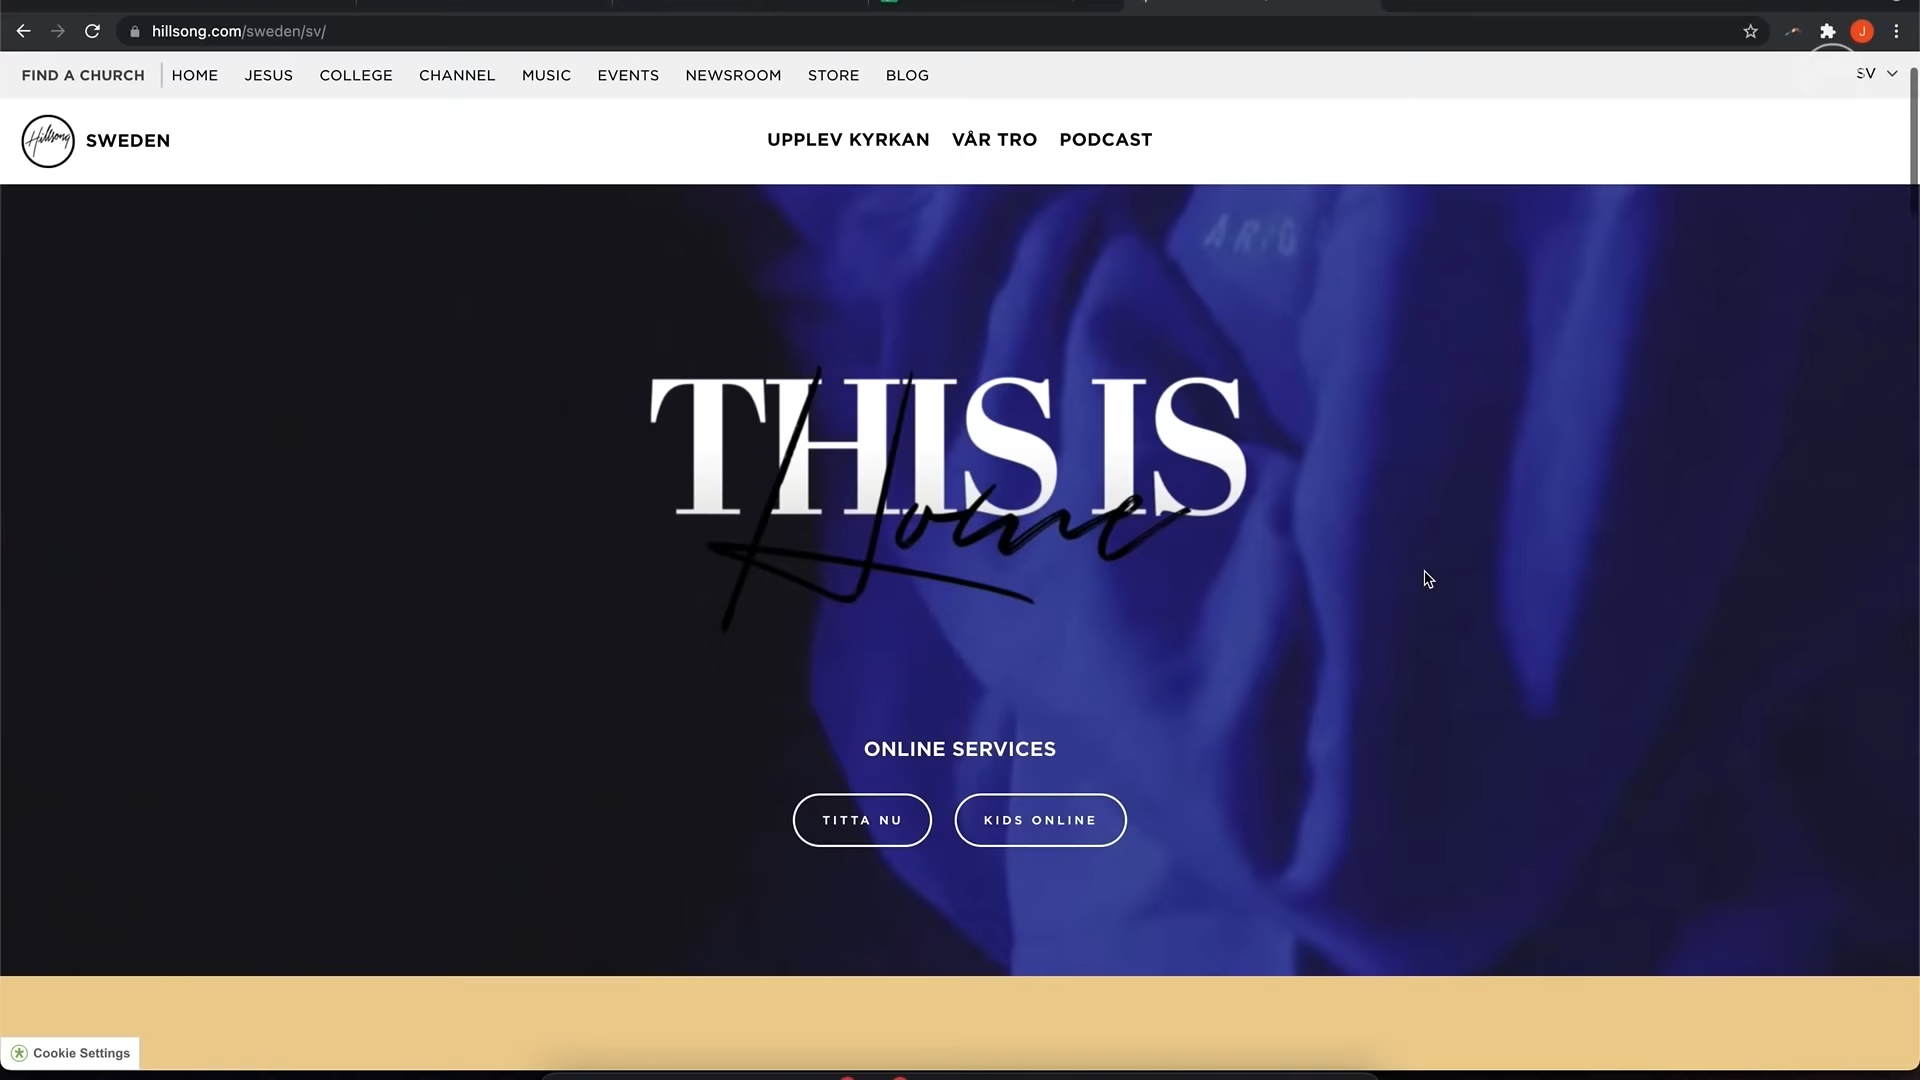 hillsong.com/sweden/sv/
J
FIND A CHURCH HOME JESUS COLLEGE CHANNEL MUSIC EVENTS NEWSROOM STORE BLOG SV
Hillsong SWEDEN UPPLEV KYRKAN VÅR TRO PODCAST
THIS IS
Home
ONLINE SERVICES
TITTA NU KIDS ONLINE
Cookie Settings